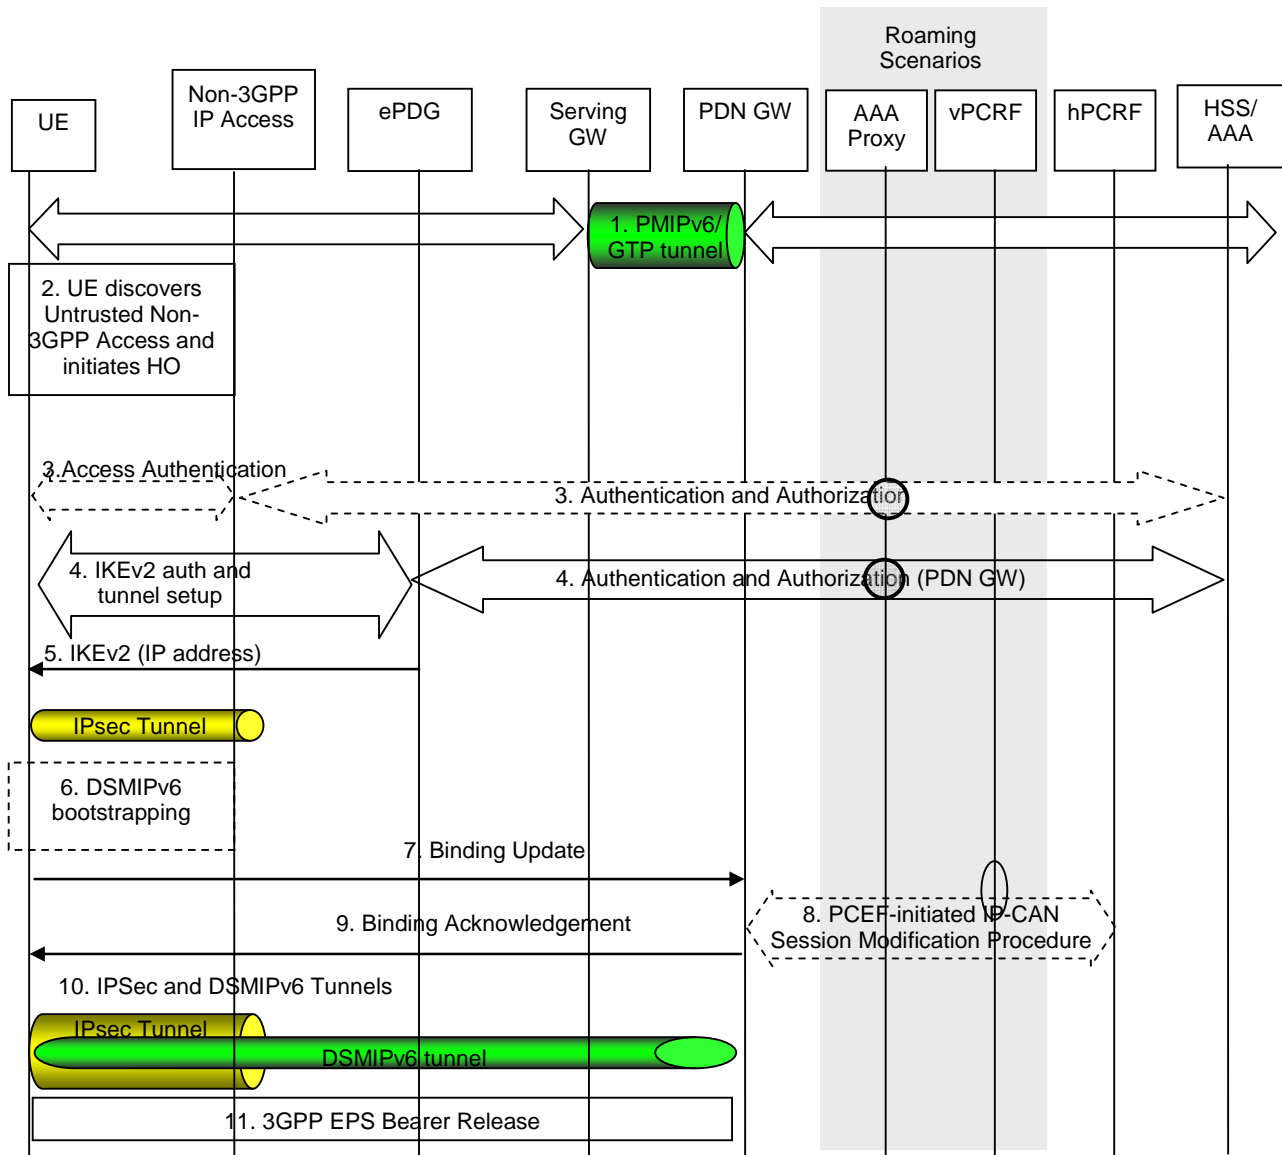 Roaming
Scenarios
UE
Non-3GPP
IP Access
ePDG
Serving
GW
PDN GW
AAA
Proxy
vPCRF
hPCRF
HSS/
AAA
1. PMIPv6/
GTP tunnel
2. UE discovers
Untrusted Non-
3GPP Access and
initiates HO
3.Access Authentication
3. Authentication and Authorization
4. IKEv2 auth and
tunnel setup
4. Authentication and Authorization (PDN GW)
5. IKEv2 (IP address)
IPsec Tunnel
6. DSMIPv6
bootstrapping
7. Binding Update
8. PCEF-initiated IP-CAN
Session Modification Procedure
9. Binding Acknowledgement
10. IPSec and DSMIPv6 Tunnels
IPsec Tunnel
DSMIPv6 tunnel
11. 3GPP EPS Bearer Release